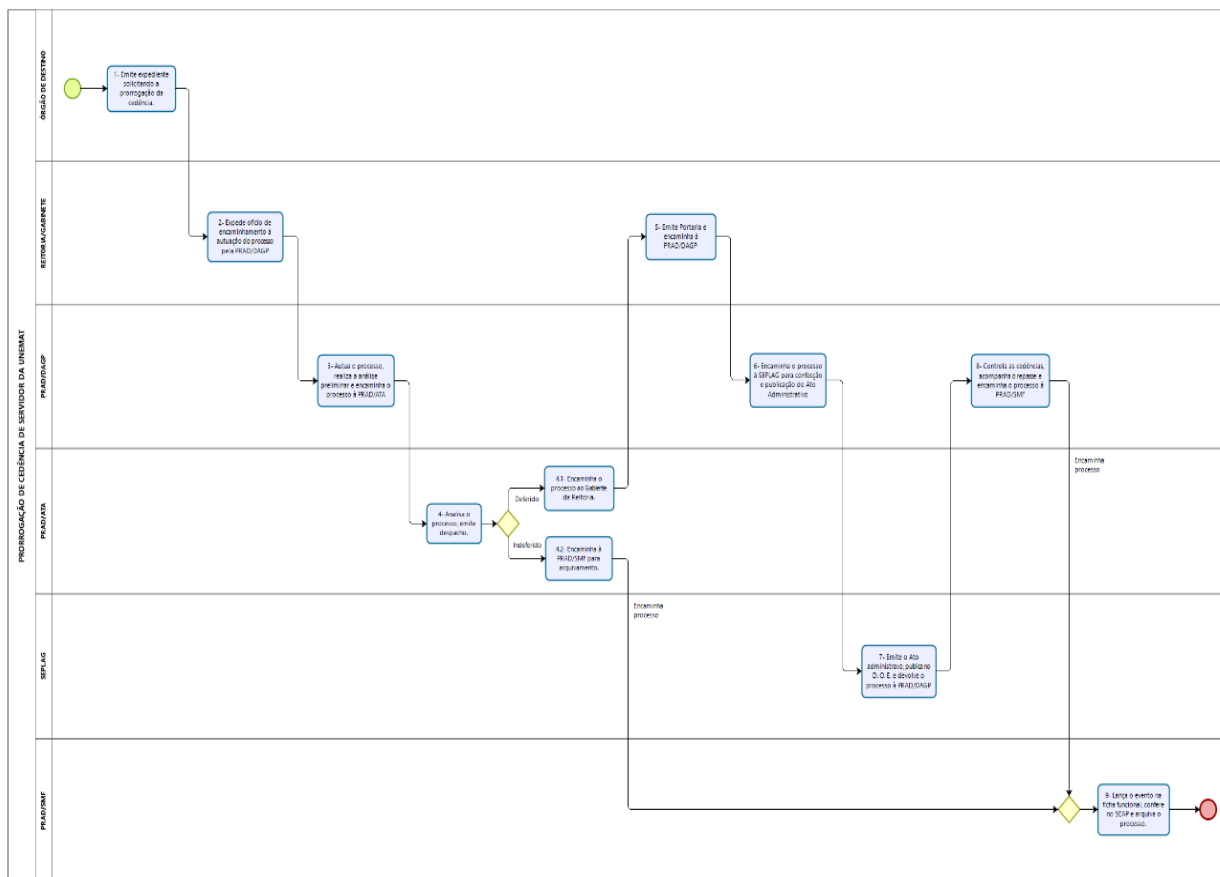 PRORROGAÇÃO DE CEDÊNCIA DE SERVIDOR DA UNEMAT
ÓRGÃO DE DESTINO
1- Emite expediente
solicitando a
prorrogação da
cedência.
REITORIA/GABINETE
2- Expede ofício de
encaminhamento à
autuação do processo
pela PRAD/DAGP
5- Emite Portaria e
encaminha à
PRAD/DAGP
PRAD/DAGP
3- Autua o processo,
realiza a análise
preliminar e encaminha o
processo à PRAD/ATA
6- Encaminha o processo
à SEPLAG para confecção
e publicação do Ato
Administrativo
8- Controla as cedências,
acompanha o repasse e
encaminha o processo à
PRAD/SMF
Encaminha
processo
PRAD/ATA
4- Analisa o
processo, emite
despacho.
Deferido
4.1- Encaminha o
processo ao Gabinete
da Reitoria.
Indeferido
4.2- Encaminha à
PRAD/SMF para
arquivamento.
Encaminha
processo
SEPLAG
7- Emite o Ato
administravo, publica no
D. O. E. e devolve o
processo à PRAD/DAGP
PRAD/SMF
9- Lança o evento na
ficha funcional, confere
no SEAP e arquiva o
processo.